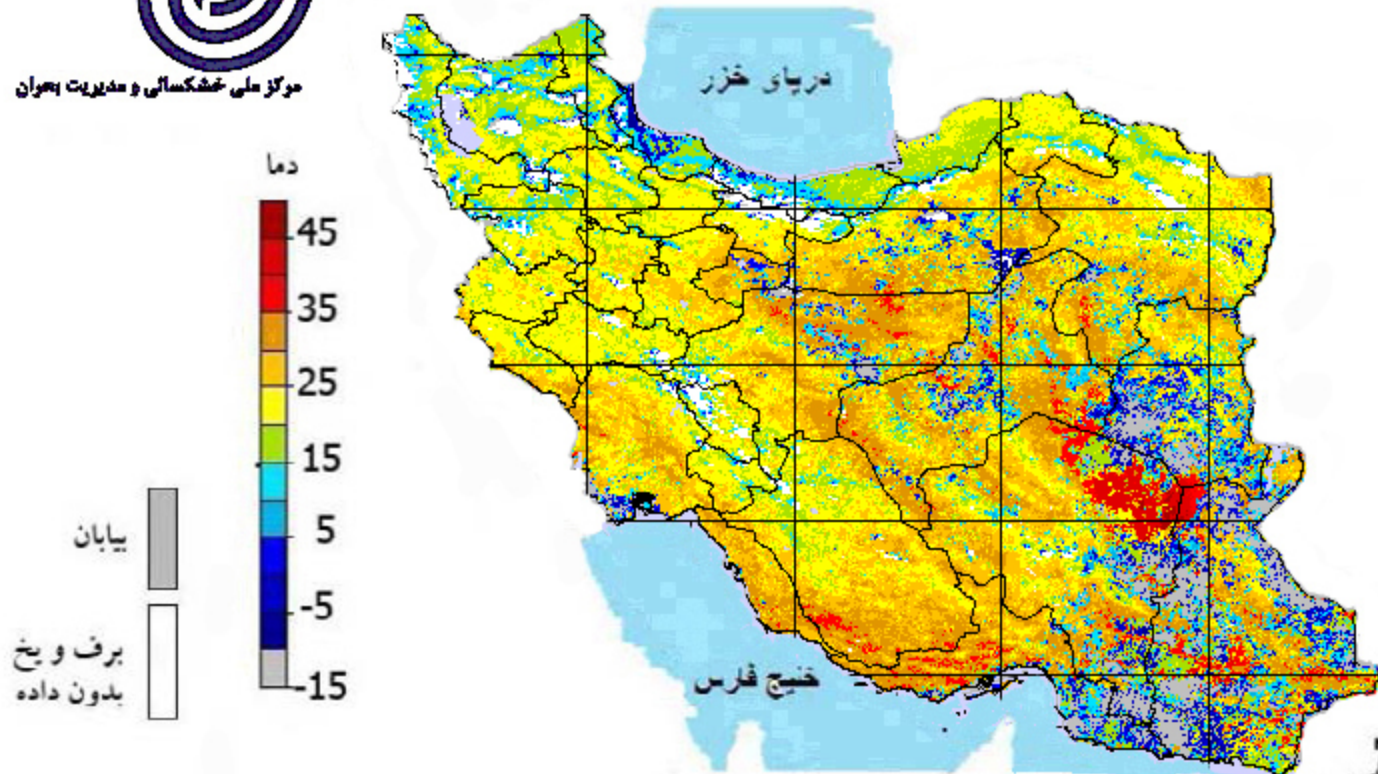 مرکز ملی خشکسالی و مدیریت بحران
دریای خزر
دما
45
35
25
15
5
-5
-15
بیابان
برف و یخ
بدون داده
خلیج فارس